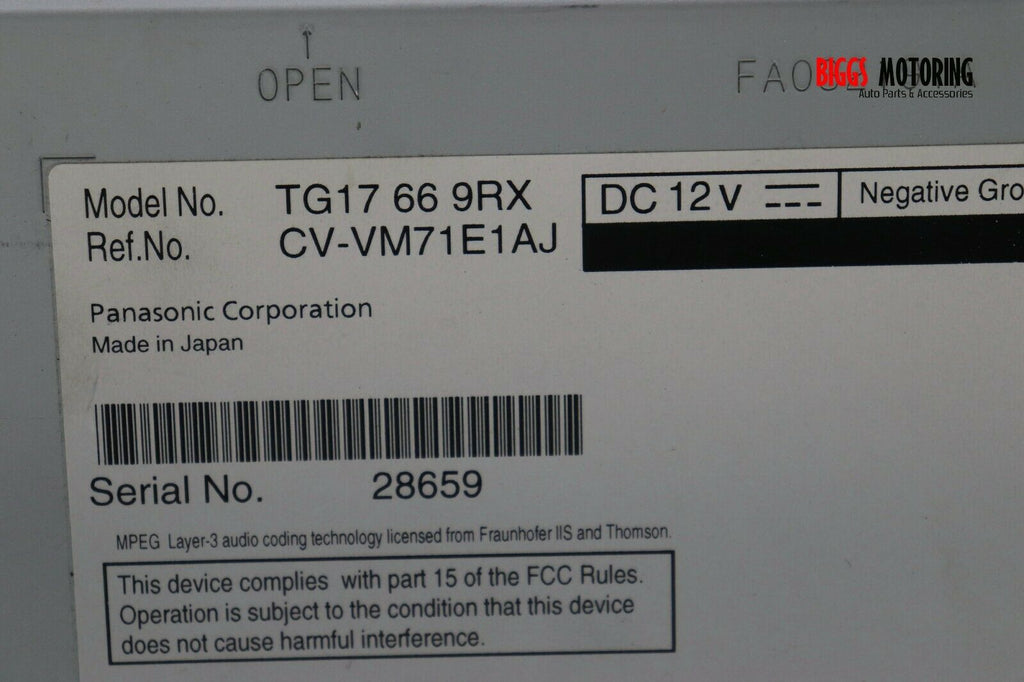 OPEN
BIGGS MOTORING
Auto Parts & Accessories
Model No. TG17 66 9RX
Ref.No. CV-VM71E1AJ
DC 12V
Negative Gro
Panasonic Corporation
Made in Japan
Serial No. 28659
MPEG Layer-3 audio coding technology licensed from Fraunhofer IIS and Thomson.
This device complies with part 15 of the FCC Rules.
Operation is subject to the condition that this device
does not cause harmful interference.